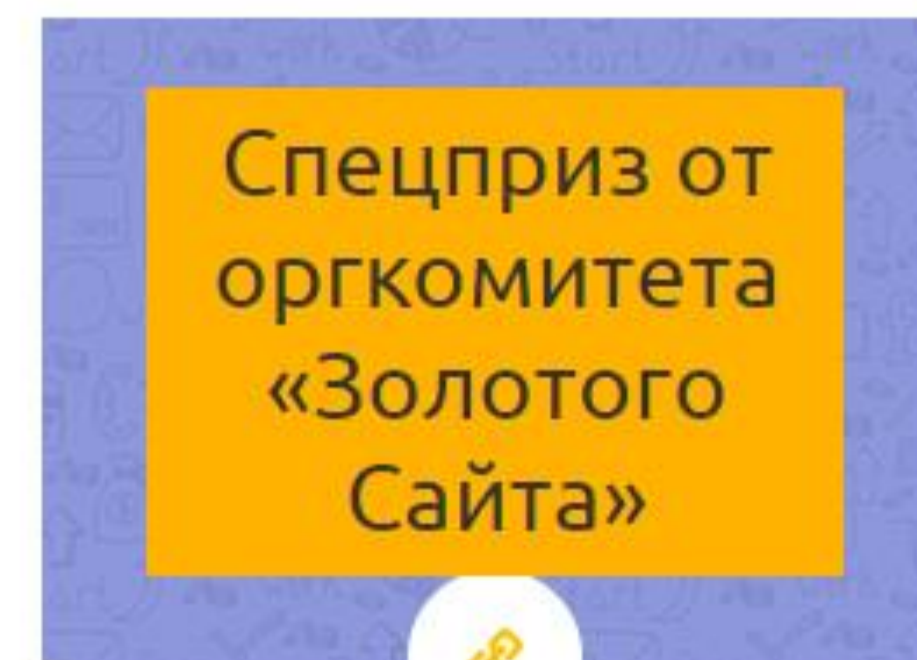 Спецприз от
оргкомитета
«Золотого
Сайта»